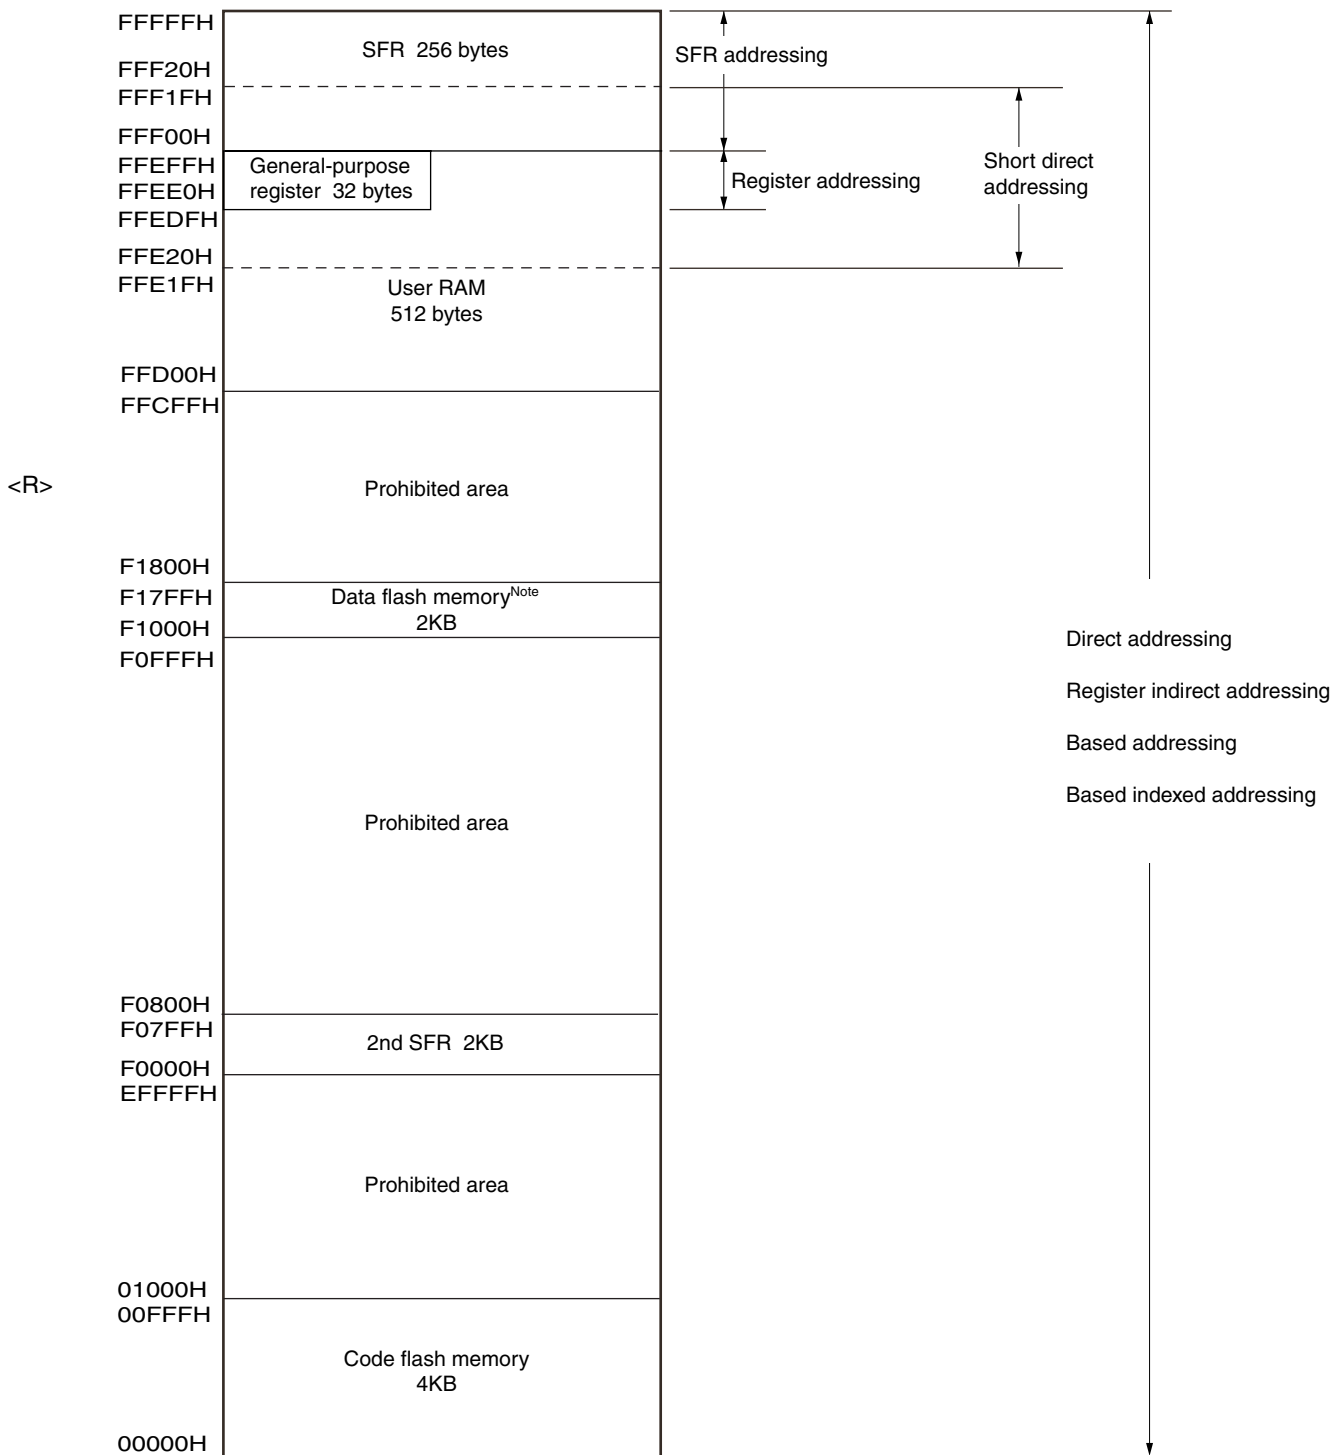 FFFFFH
SFR 256 bytes
SFR addressing
FFF20H
FFF1FH
FFF00H
FFEFFH
General-purpose
register 32 bytes
Register addressing
Short direct
addressing
FFEE0H
FFEDFH
FFE20H
FFE1FH
User RAM
512 bytes
FFD00H
FFCFFH
<R>
Prohibited area
F1800H
F17FFH
Data flash memoryNote
2KB
F1000H
F0FFFH
Direct addressing
Register indirect addressing
Based addressing
Based indexed addressing
Prohibited area
F0800H
F07FFH
2nd SFR 2KB
F0000H
EFFFFH
Prohibited area
01000H
00FFFH
Code flash memory
4KB
00000H